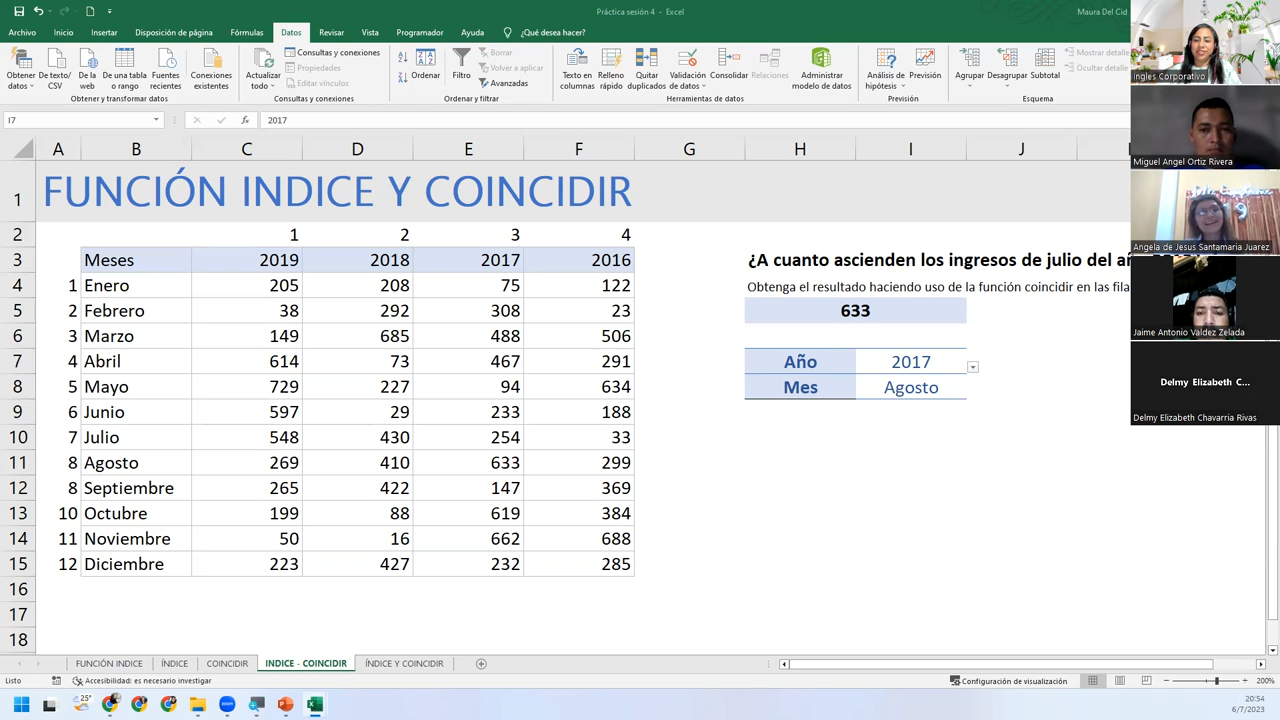 Práctica sesión 4 - Excel
Maura Del Cid
Archivo Inicio Insertar Disposición de página Fórmulas Datos Revisar Vista Programador Ayuda ¿Qué desea hacer?
Obtener datos De texto/CSV De la web De una tabla o rango Fuentes recientes Conexiones existentes
Obtener y transformar datos
Actualizar todo Consultas y conexiones Propiedades Editar vínculos
Consultas y conexiones
Ordenar Filtro Borrar Volver a aplicar Avanzadas
Ordenar y filtrar
Texto en columnas Relleno rápido Quitar duplicados Validación de datos Consolidar Relaciones Administrar modelo de datos
Herramientas de datos
Análisis de hipótesis Previsión
Previsión
Agrupar Desagrupar Subtotal Mostrar detalle Ocultar detalle
Esquema
I7 fx 2017
A B C D E F G H I J
1 FUNCIÓN INDICE Y COINCIDIR
2 1 2 3 4
3 Meses 2019 2018 2017 2016
4 1 Enero 205 208 75 122
5 2 Febrero 38 292 308 23
6 3 Marzo 149 685 488 506
7 4 Abril 614 73 467 291
8 5 Mayo 729 227 94 634
9 6 Junio 597 29 233 188
10 7 Julio 548 430 254 33
11 8 Agosto 269 410 633 299
12 8 Septiembre 265 422 147 369
13 10 Octubre 199 88 619 384
14 11 Noviembre 50 16 662 688
15 12 Diciembre 223 427 232 285
16
17
18
¿A cuanto ascienden los ingresos de julio del
Obtenga el resultado haciendo uso de la función coincidir en las
633
Año 2017
Mes Agosto
Ingles Corporativo
Miguel Angel Ortiz Rivera
Angela de Jesus Santamaria Juarez
Jaime Antonio Valdez Zelada
Delmy Elizabeth C...
Delmy Elizabeth Chavarria Rivas
FUNCIÓN INDICE ÍNDICE COINCIDIR INDICE - COINCIDIR ÍNDICE Y COINCIDIR
Listo Accesibilidad: es necesario investigar Configuración de visualización 200%
25°
20:54
6/7/2023